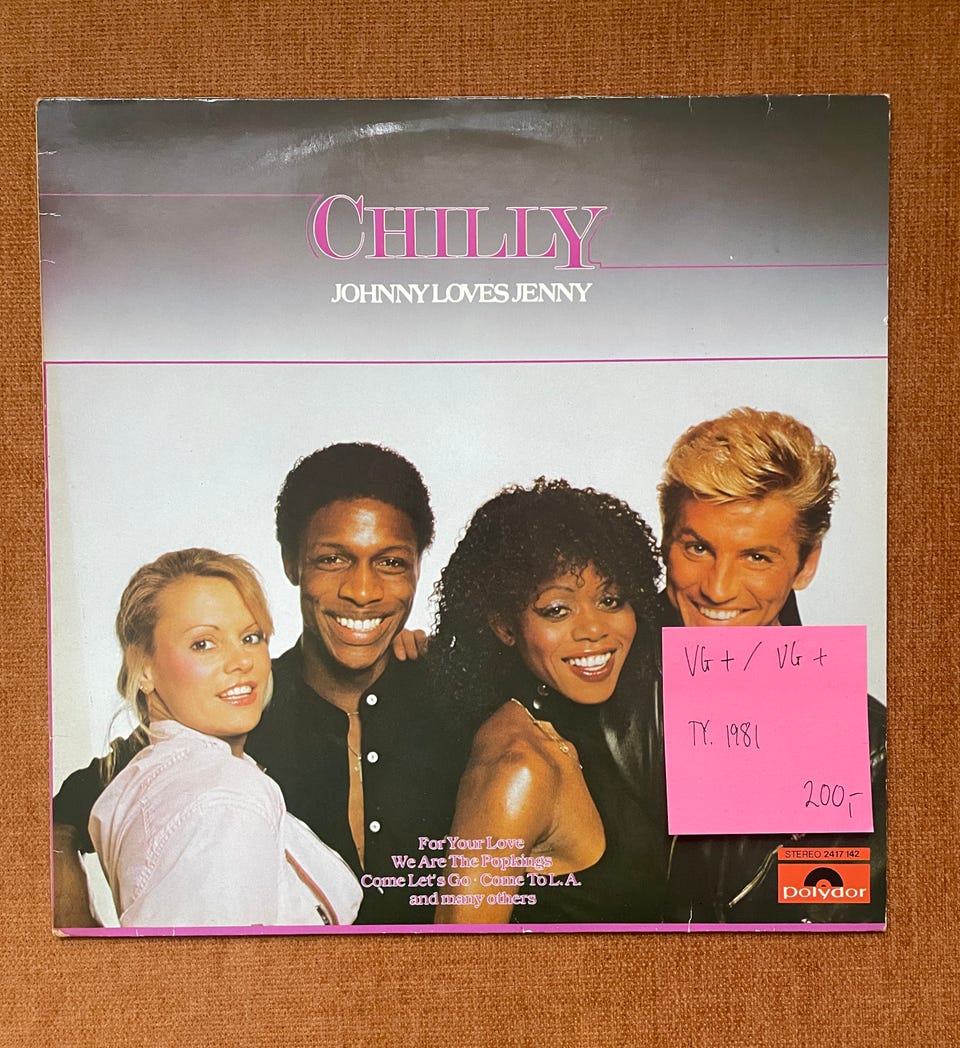 CHILLY
JOHNNY LOVES JENNY
VG+/ VG+
TY. 1981
200,-
For Your Love
We Are The Popkings
Come Let's Go · Come To L.A.
and many others
STEREO 2417 142
polydor